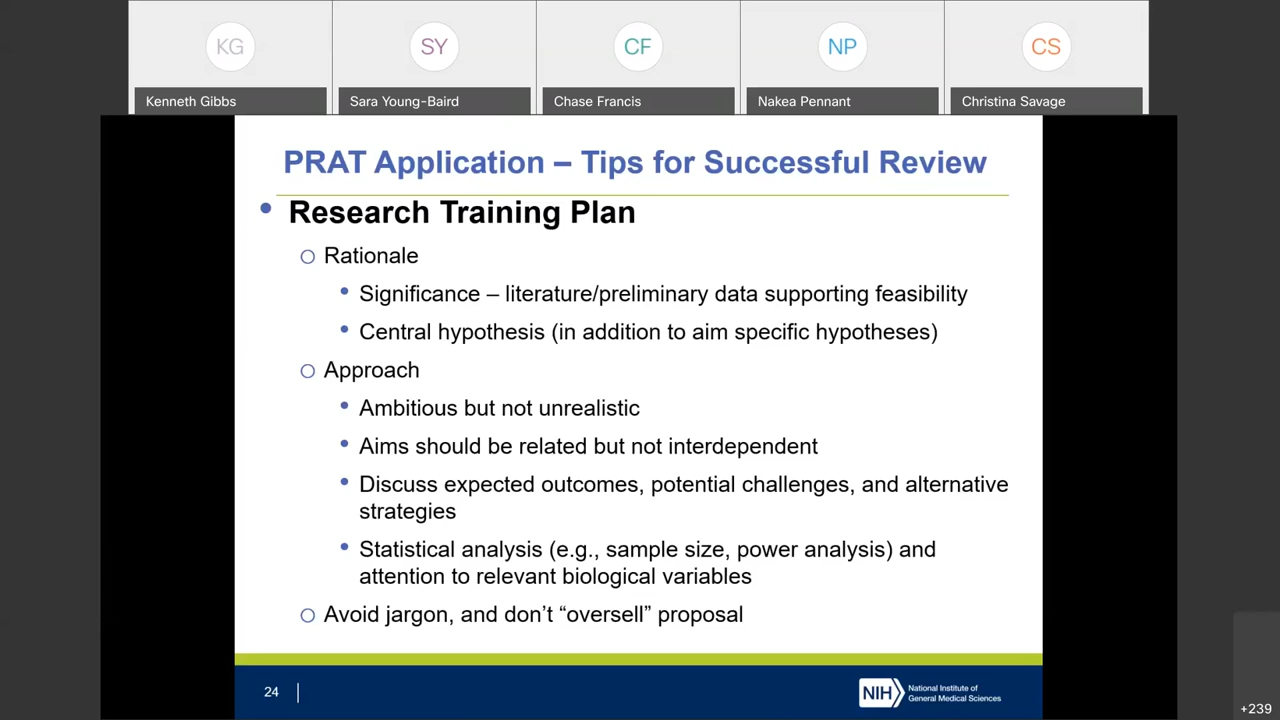 KG
SY
CF
NP
CS
Kenneth Gibbs
Sara Young-Baird
Chase Francis
Nakea Pennant
Christina Savage
PRAT Application – Tips for Successful Review
• Research Training Plan
○ Rationale
• Significance – literature/preliminary data supporting feasibility
• Central hypothesis (in addition to aim specific hypotheses)
○ Approach
• Ambitious but not unrealistic
• Aims should be related but not interdependent
• Discuss expected outcomes, potential challenges, and alternative
strategies
• Statistical analysis (e.g., sample size, power analysis) and
attention to relevant biological variables
○ Avoid jargon, and don’t “oversell” proposal
24
NIH
National Institute of
General Medical Sciences
+239